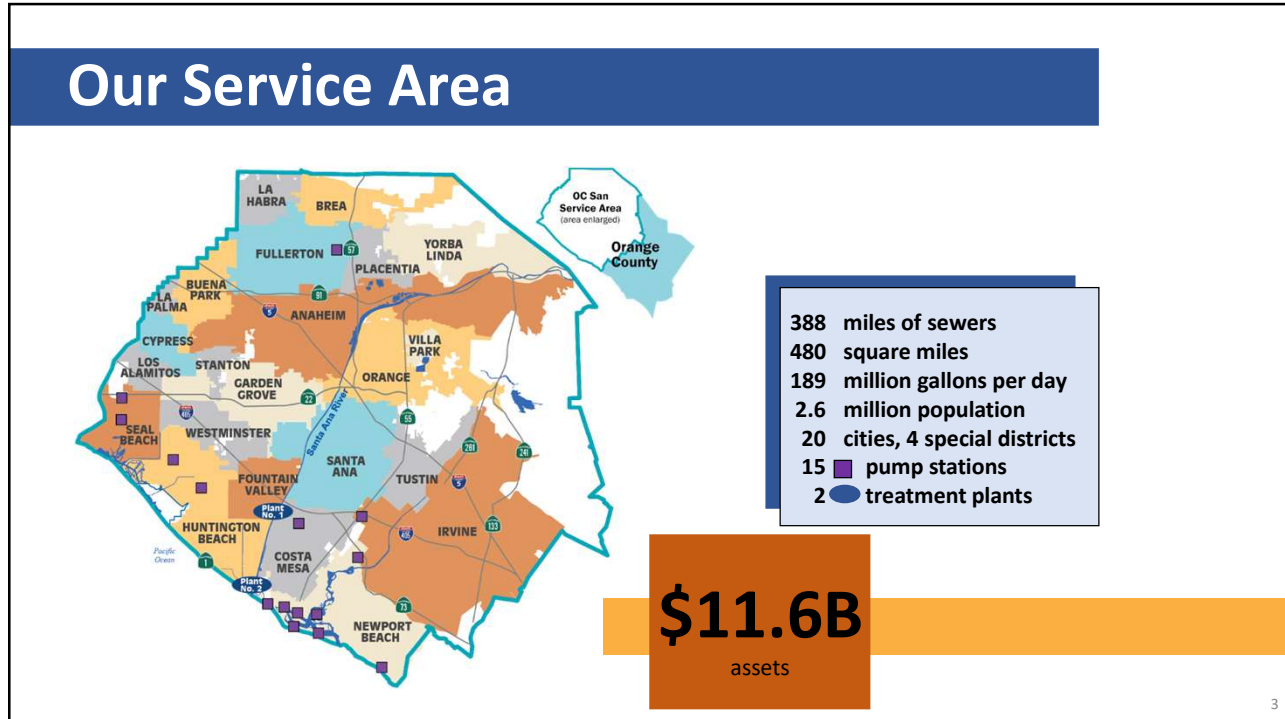 Our Service Area
LA
HABRA
BREA
OC San
Service Area
(area enlarged)
Orange
County
FULLERTON
57
YORBA
LINDA
PLACENTIA
BUENA
PARK
LA
PALMA
91
5
ANAHEIM
CYPRESS
VILLA
PARK
LOS
ALAMITOS
STANTON
ORANGE
GARDEN
GROVE
22
Santa Ana River
405
55
SEAL
BEACH
WESTMINSTER
261
241
SANTA
ANA
FOUNTAIN
VALLEY
TUSTIN
5
Plant
No. 1
133
HUNTINGTON
BEACH
IRVINE
405
Pacific
Ocean
1
COSTA
MESA
Plant
No. 2
73
NEWPORT
BEACH
388 miles of sewers
480 square miles
189 million gallons per day
2.6 million population
20 cities, 4 special districts
15 pump stations
2 treatment plants
$11.6B
assets
3